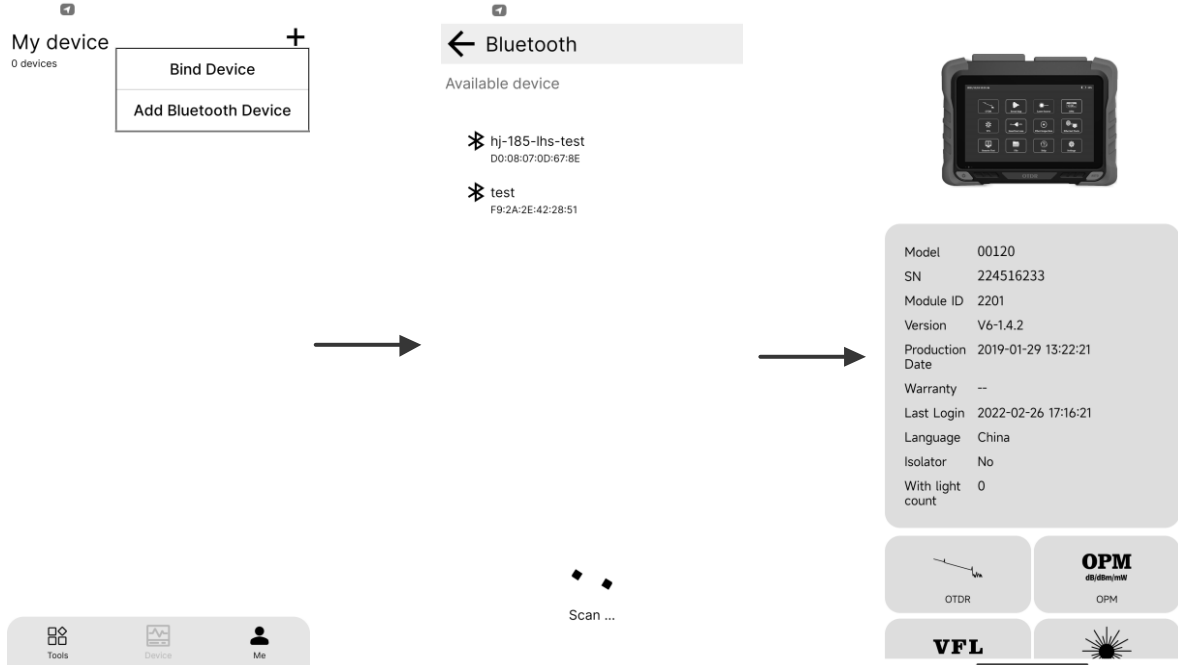 My device
0 devices
Bind Device
Add Bluetooth Device
Tools
Device
Me
Bluetooth
Available device
hj-185-lhs-test
D0:08:07:0D:67:8E
test
F9:2A:2E:42:28:51
Scan ...
OTDR
Model 00120
SN 224516233
Module ID 2201
Version V6-1.4.2
Production 2019-01-29 13:22:21
Date
Warranty --
Last Login 2022-02-26 17:16:21
Language China
Isolator No
With light 0
count
OTDR
OPM
dB/dBm/mW
OPM
VFL